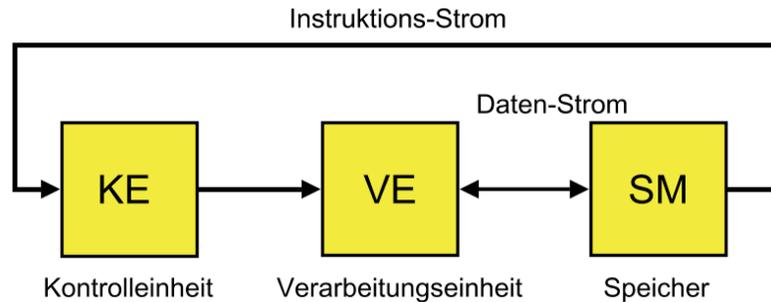 Instruktions-Strom
Daten-Strom
KE
VE
SM
Kontrolleinheit
Verarbeitungseinheit
Speicher